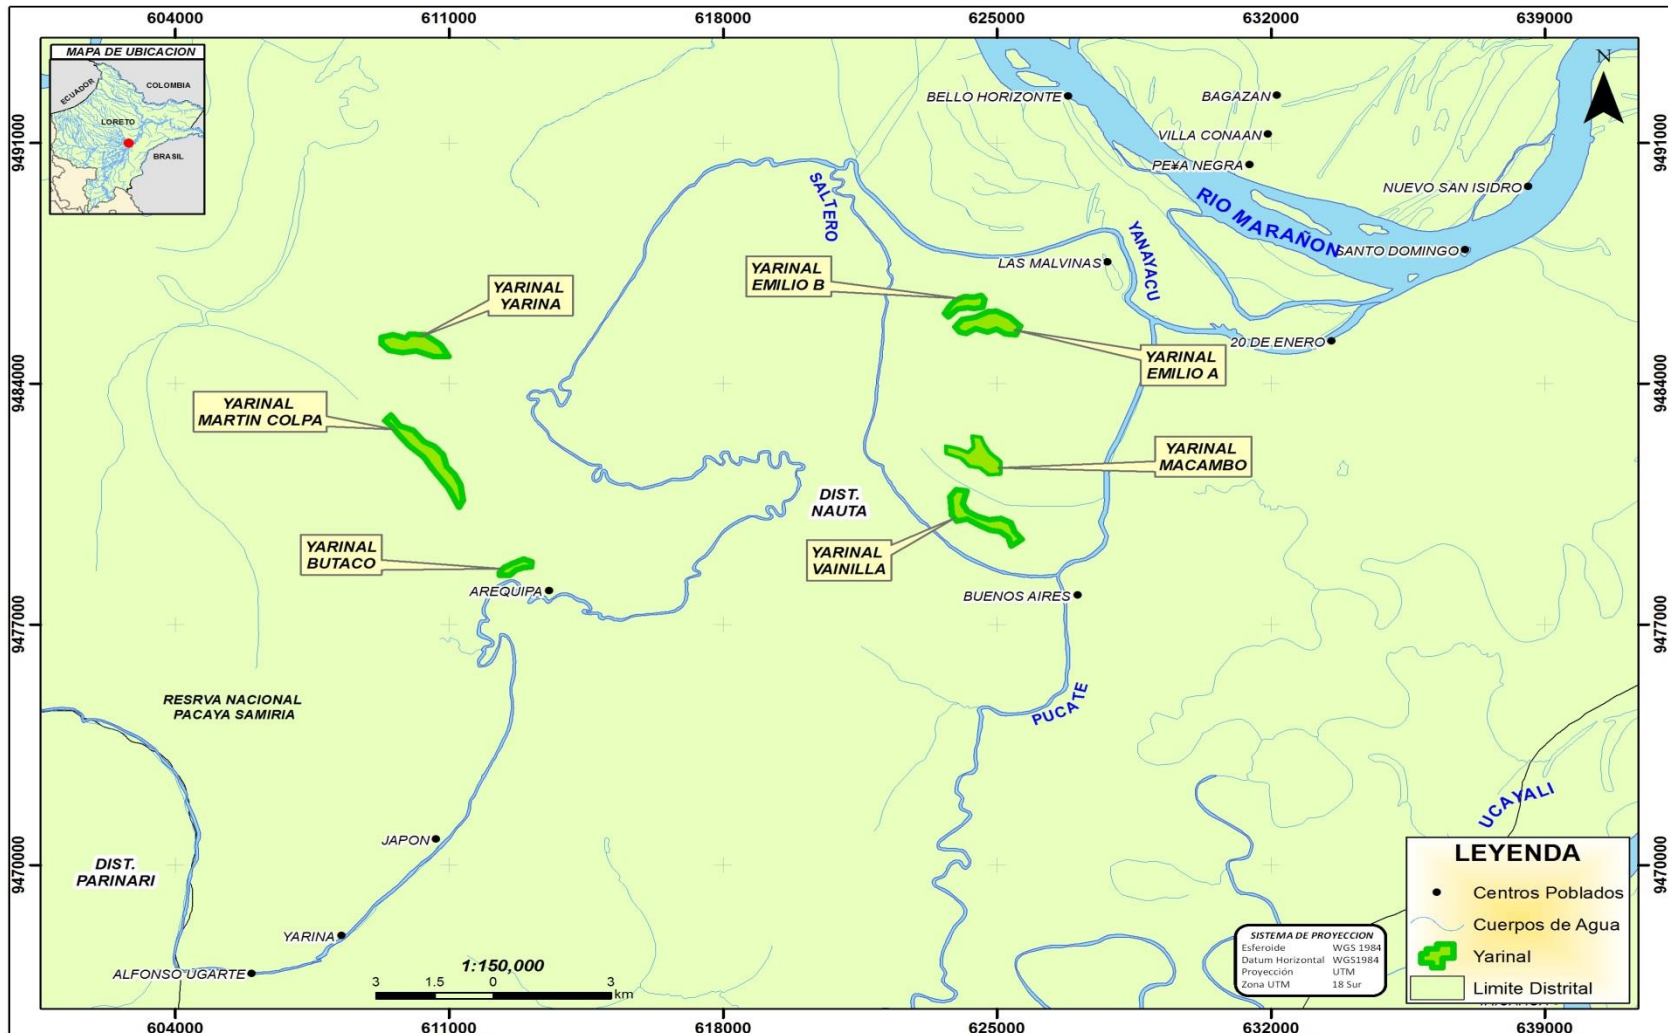 604000
611000
618000
625000
632000
639000
MAPA DE UBICACION
ECUADOR
COLOMBIA
LORETO
BRASIL
N
9491000
9491000
BELLO HORIZONTE
BAGAZAN
VILLA CONAAN
PE¥A NEGRA
NUEVO SAN ISIDRO
RIO MARAÑON
SANTO DOMINGO
SALTERO
YANAYACU
LAS MALVINAS
20 DE ENERO
YARINAL
EMILIO B
YARINAL
YARINA
YARINAL
EMILIO A
9484000
9484000
YARINAL
MARTIN COLPA
YARINAL
MACAMBO
DIST.
NAUTA
YARINAL
BUTACO
YARINAL
VAINILLA
AREQUIPA
BUENOS AIRES
9477000
9477000
RESRVA NACIONAL
PACAYA SAMIRIA
PUCATE
UCAYALI
JAPON
DIST.
PARINARI
9470000
9470000
YARINA
ALFONSO UGARTE
1:150,000
3
1.5
0
3
km
SISTEMA DE PROYECCION
Esferoide WGS 1984
Datum Horizontal WGS1984
Proyección UTM
Zona UTM 18 Sur
LEYENDA
Centros Poblados
Cuerpos de Agua
Yarinal
Limite Distrital
604000
611000
618000
625000
632000
639000